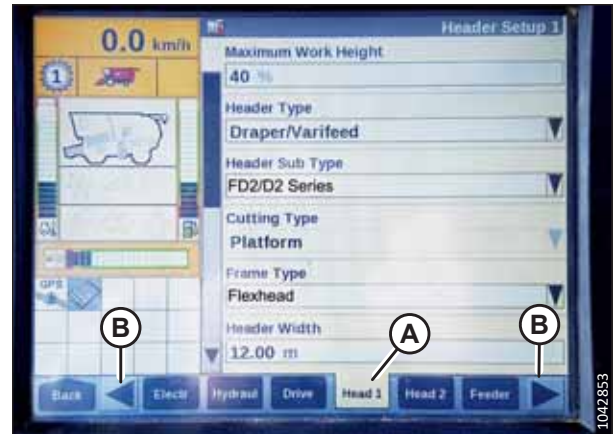 0.0 km/h
Header Setup 1
Maximum Work Height
40 %
1
Header Type
Draper/Varifeed
Header Sub Type
FD2/D2 Series
Cutting Type
Platform
GPS
Frame Type
Flexhead
B
A
B
Header Width
12.00 m
Back
Electr
Hydraul
Drive
Head 1
Head 2
Feeder
1042853